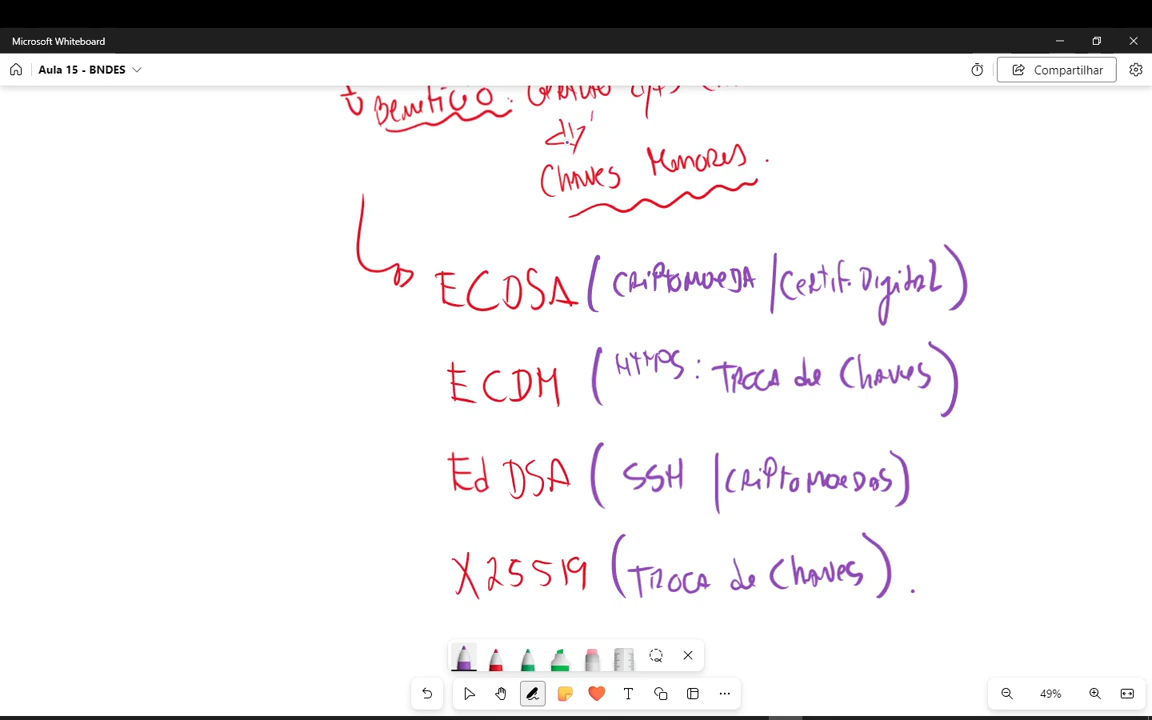 Microsoft Whiteboard
Aula 15 - BNDES
Compartilhar
Benefício:
Chaves Menores.
ECDSA (Criptomoeda / Certif. Digital)
ECDH (HTTPS: Troca de Chaves)
EdDSA (SSH / Criptomoedas)
X25519 (Troca de Chaves).
49%